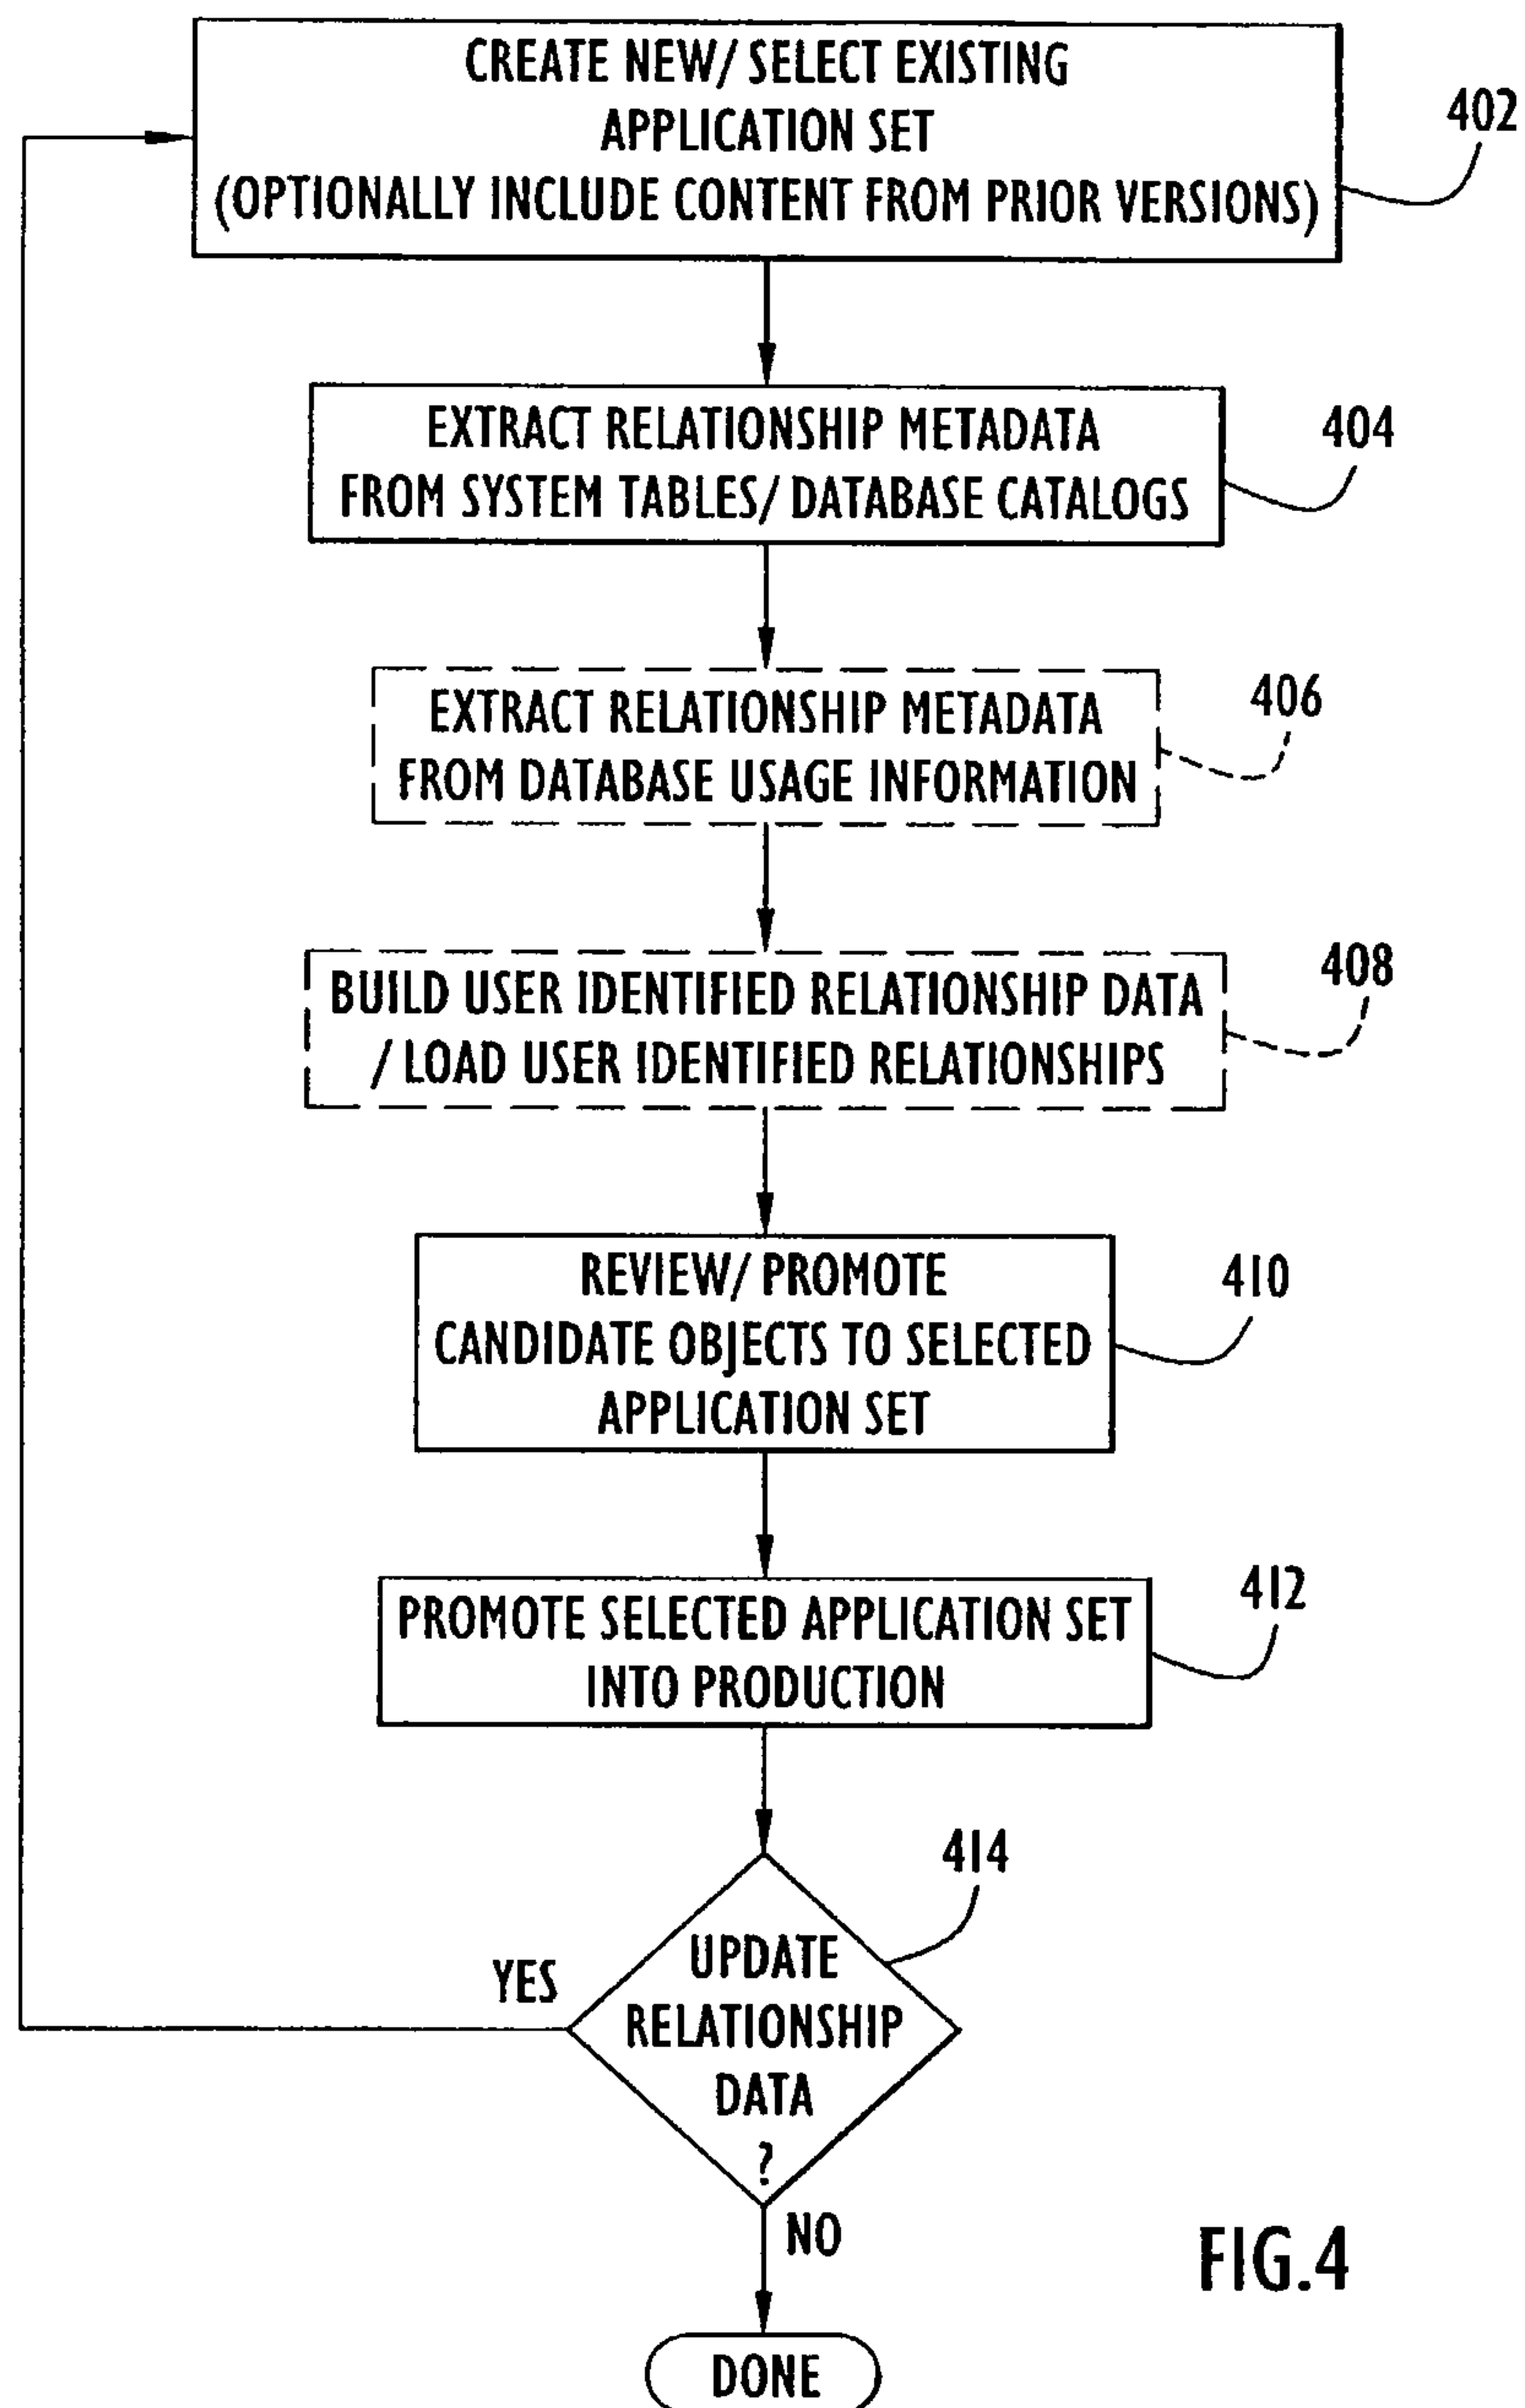 CREATE NEW/ SELECT EXISTING
APPLICATION SET
(OPTIONALLY INCLUDE CONTENT FROM PRIOR VERSIONS)
402
EXTRACT RELATIONSHIP METADATA
FROM SYSTEM TABLES/ DATABASE CATALOGS
404
EXTRACT RELATIONSHIP METADATA
FROM DATABASE USAGE INFORMATION
406
BUILD USER IDENTIFIED RELATIONSHIP DATA
/ LOAD USER IDENTIFIED RELATIONSHIPS
408
REVIEW/ PROMOTE
CANDIDATE OBJECTS TO SELECTED
APPLICATION SET
410
PROMOTE SELECTED APPLICATION SET
INTO PRODUCTION
412
414
UPDATE
RELATIONSHIP
DATA
?
YES
NO
DONE
FIG.4